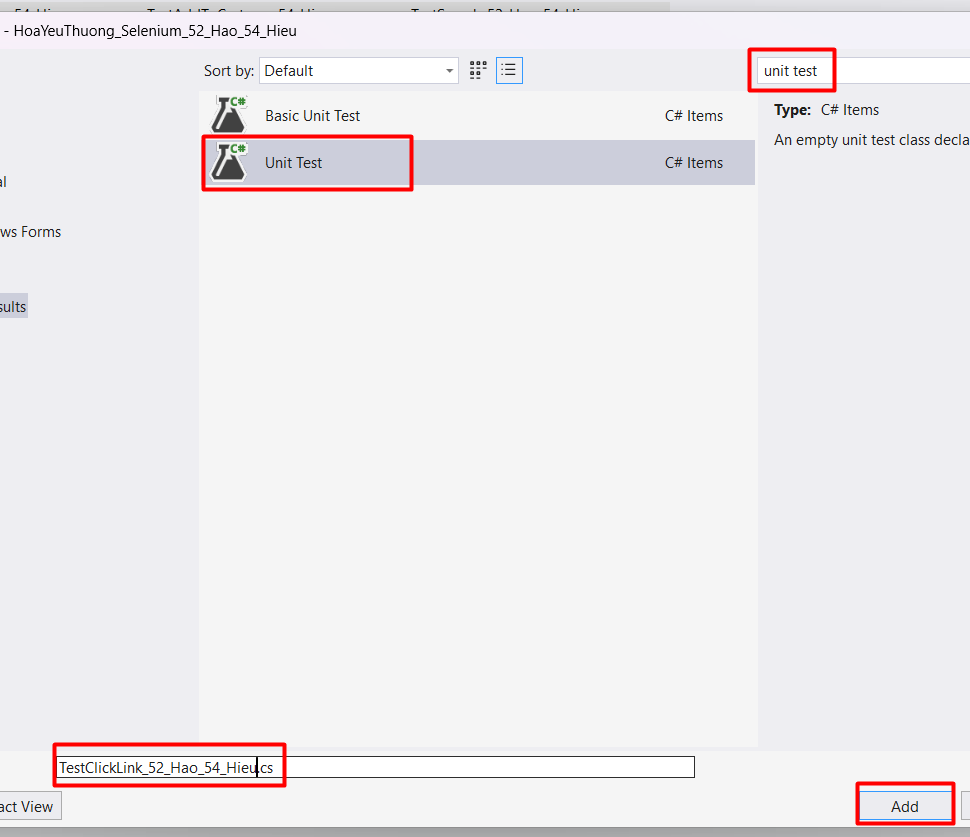 - HoaYeuThuong_Selenium_52_Hao_54_Hieu
Sort by: Default
unit test
Basic Unit Test C# Items
Type: C# Items
Unit Test C# Items
An empty unit test class decla
al
ws Forms
sults
TestClickLink_52_Hao_54_Hieu.cs
act View
Add